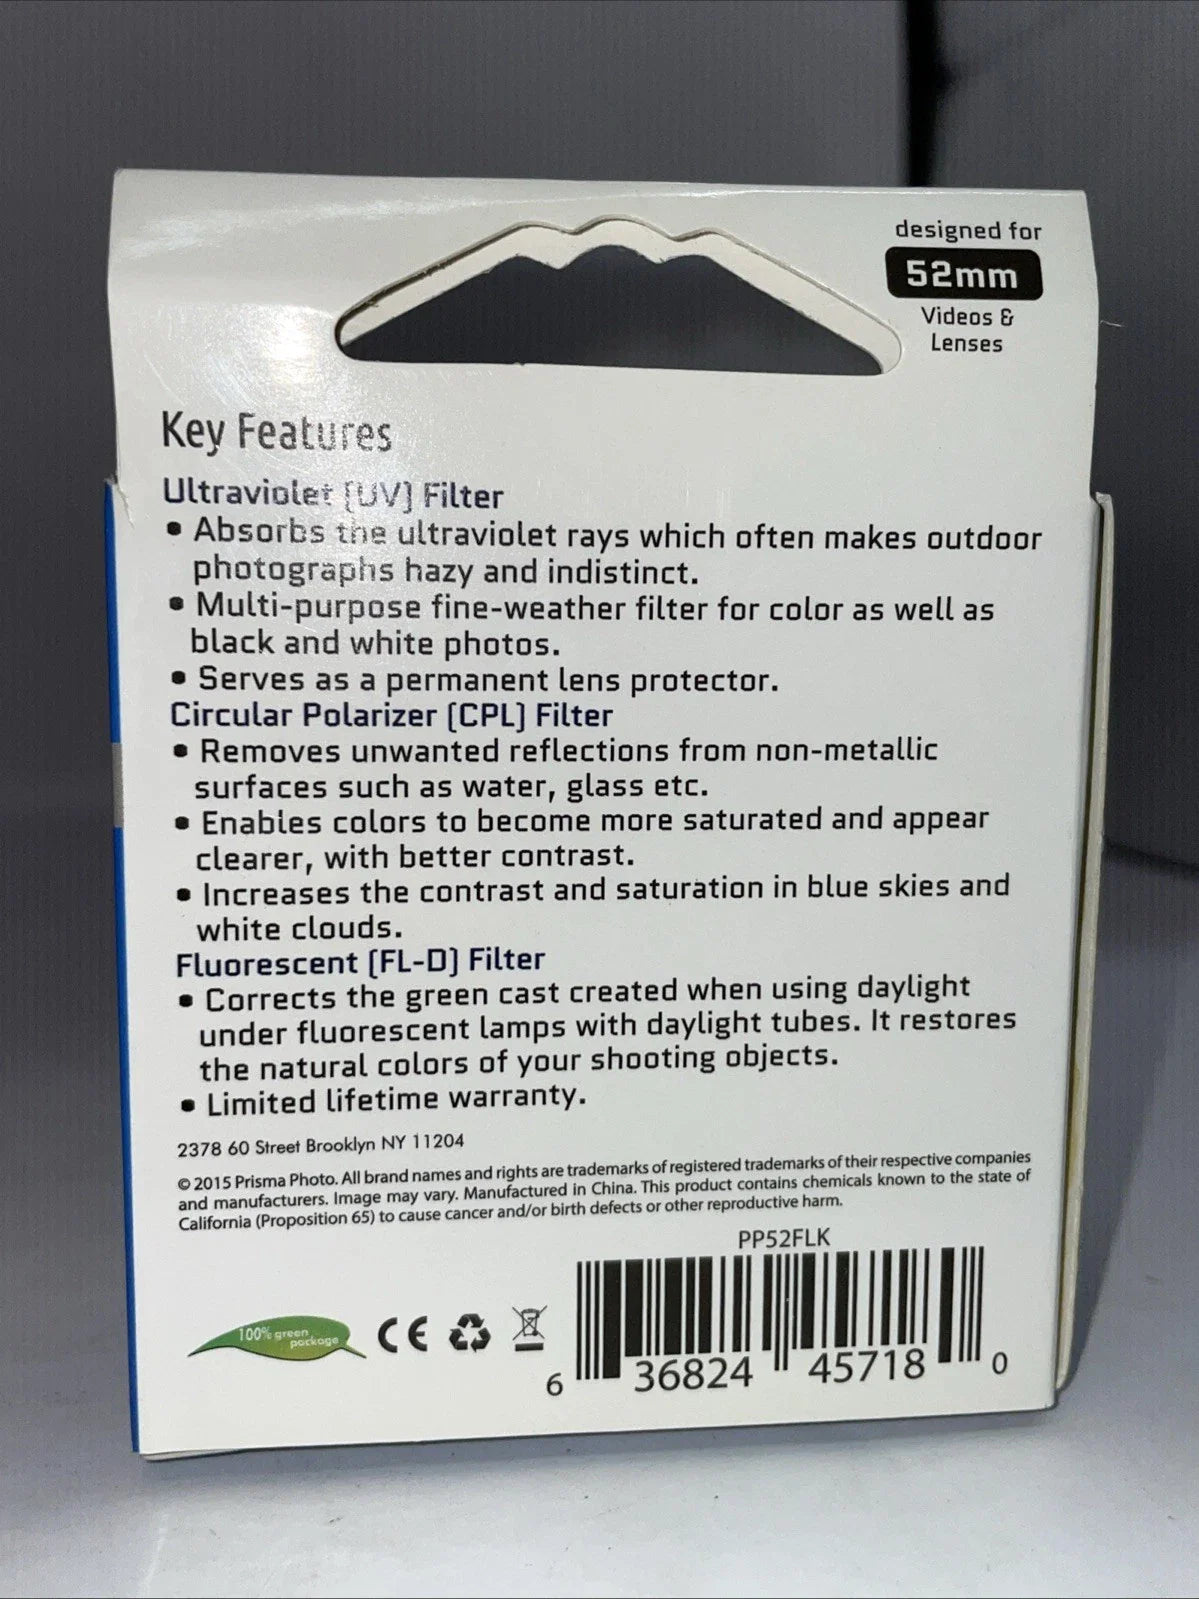 designed for
52mm
Videos &
Lenses
Key Features
Ultraviolet [UV] Filter
• Absorbs the ultraviolet rays which often makes outdoor
photographs hazy and indistinct.
• Multi-purpose fine-weather filter for color as well as
black and white photos.
• Serves as a permanent lens protector.
Circular Polarizer [CPL] Filter
• Removes unwanted reflections from non-metallic
surfaces such as water, glass etc.
• Enables colors to become more saturated and appear
clearer, with better contrast.
• Increases the contrast and saturation in blue skies and
white clouds.
Fluorescent [FL-D] Filter
• Corrects the green cast created when using daylight
under fluorescent lamps with daylight tubes. It restores
the natural colors of your shooting objects.
• Limited lifetime warranty.
2378 60 Street Brooklyn NY 11204
© 2015 Prisma Photo. All brand names and rights are trademarks of registered trademarks of their respective companies
and manufacturers. Image may vary. Manufactured in China. This product contains chemicals known to the state of
California (Proposition 65) to cause cancer and/or birth defects or other reproductive harm.
PP52FLK
100% green
package
CE
6 36824 45718 0